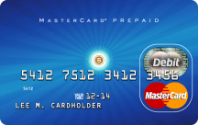 MASTERCARD® PREPAID
Debit
5412 7512 3412 3456
5412
12-14
MasterCard
LEE M. CARDHOLDER